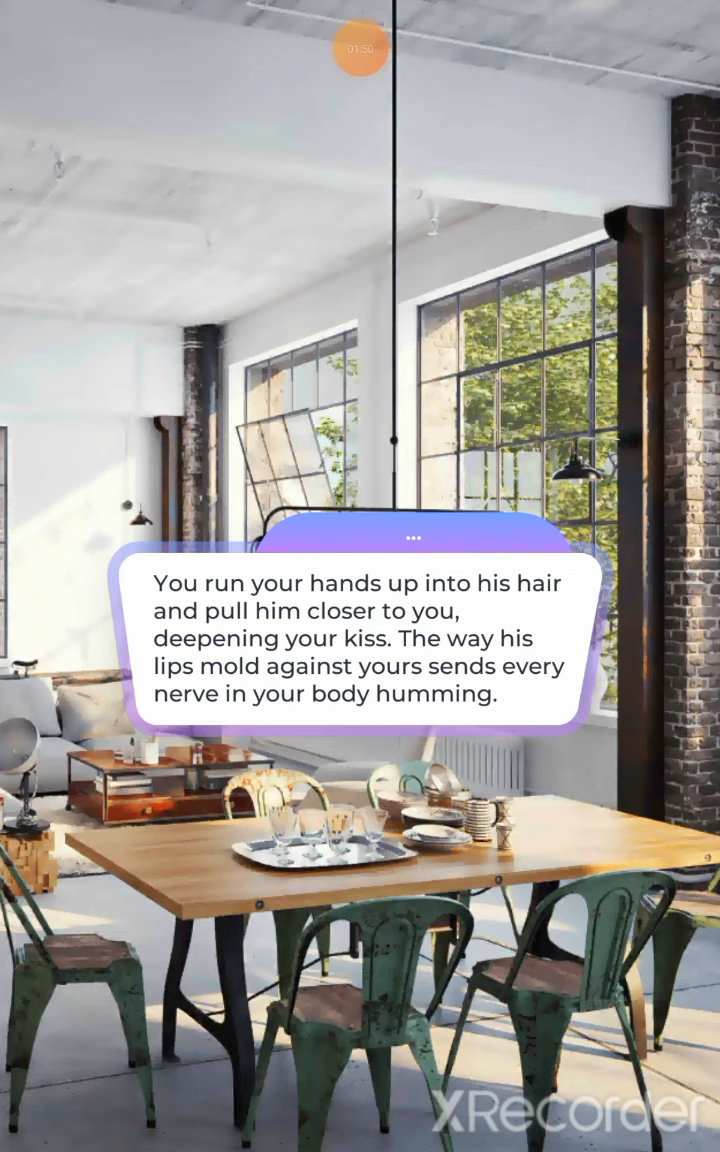 01:50
...
You run your hands up into his hair
and pull him closer to you,
deepening your kiss. The way his
lips mold against yours sends every
nerve in your body humming.
XRecorder